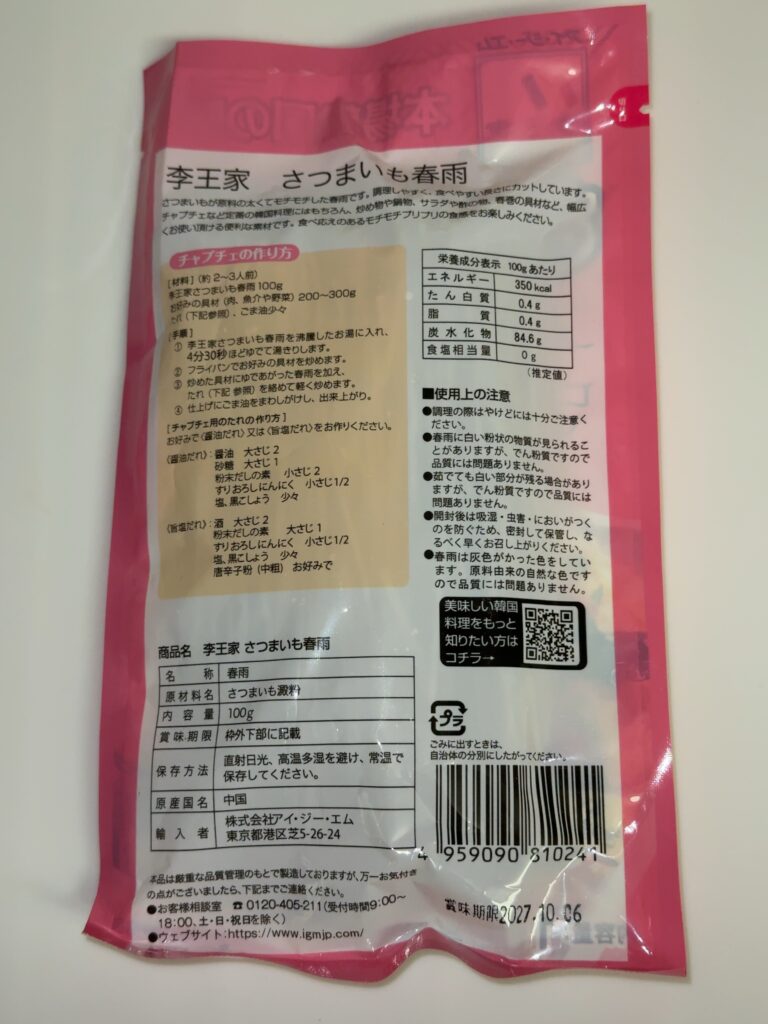 アイ・ジー・エム
本場韓国の
切り口
李王家 さつまいも春雨
さつまいもが原料の太くてモチモチした春雨です。調理しやすく、食べやすい長さにカットしています。
チャプチェなど定番の韓国料理にはもちろん、炒め物や鍋物、サラダや酢の物、春巻の具材など、幅広
くお使い頂ける便利な素材です。食べ応えのあるモチモチプリプリの食感をお楽しみください。
チャプチェの作り方
[材料](約2〜3人前)
李王家さつまいも春雨100g
お好みの具材(肉、魚介や野菜)200〜300g
たれ(下記参照)、ごま油少々
[手順]
① 李王家さつまいも春雨を沸騰したお湯に入れ、
4分30秒ほどゆでて湯きりします。
② フライパンでお好みの具材を炒めます。
③ 炒めた具材にゆであがった春雨を加え、
たれ(下記 参照)を絡めて軽く炒めます。
④ 仕上げにごま油をまわしがけし、出来上がり。
[チャプチェ用のたれの作り方]
お好みで〈醤油だれ〉又は〈旨塩だれ〉をお作りください。
〈醤油だれ〉: 醤油 大さじ2
砂糖 大さじ1
粉末だしの素 小さじ2
すりおろしにんにく 小さじ1/2
塩、黒こしょう 少々
〈旨塩だれ〉: 酒 大さじ2
粉末だしの素 大さじ1
すりおろしにんにく 小さじ1/2
塩、黒こしょう 少々
唐辛子粉(中粗) お好みで
栄養成分表示 100gあたり
エネルギー 350kcal
たん白質 0.4g
脂質 0.4g
炭水化物 84.6g
食塩相当量 0g
(推定値)
■使用上の注意
●調理の際はやけどには十分ご注意く
ださい。
●春雨に白い粉状の物質が見られるこ
とがありますが、でん粉質ですので
品質には問題ありません。
●茹でても白い部分が残る場合があり
ますが、でん粉質ですので品質には
問題ありません。
●開封後は吸湿・虫害・においがつく
のを防ぐため、密封して保管し、な
るべく早くお召し上がりください。
●春雨は灰色がかった色をしてい
ます。原料由来の自然な色ですの
で品質には問題ありません。
美味しい韓国
料理をもっと
知りたい方は
コチラ→
商品名 李王家 さつまいも春雨
名称 春雨
原材料名 さつまいも澱粉
内容量 100g
賞味期限 枠外下部に記載
保存方法 直射日光、高温多湿を避け、常温で
保存してください。
原産国名 中国
輸入者 株式会社アイ・ジー・エム
東京都港区芝5-26-24
プラ
ごみに出すときは、
自治体の分別にしたがってください。
4 959090 810241
本品は厳重な品質管理のもとで製造しておりますが、万一お気付き
の点がございましたら、下記までご連絡ください。
●お客様相談室 ☎0120-405-211(受付時間9:00〜
18:00、土・日・祝日を除く)
●ウェブサイト:https://www.igmjp.com/
賞味期限2027.10.06